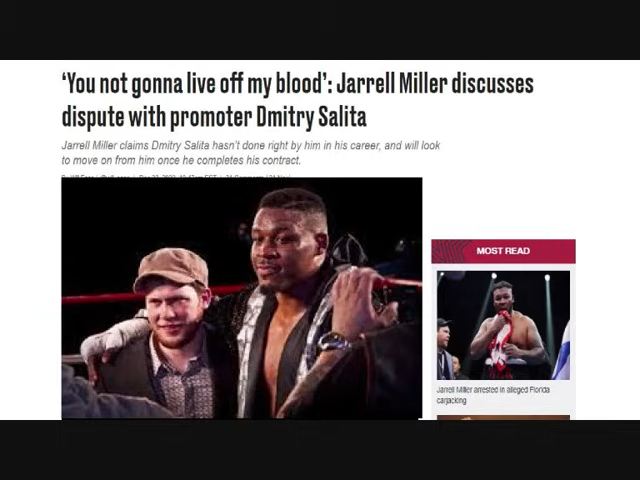 ‘You not gonna live off my blood’: Jarrell Miller discusses
dispute with promoter Dmitry Salita
Jarrell Miller claims Dmitry Salita hasn't done right by him in his career, and will look
to move on from him once he completes his contract.
MOST READ
Jarrell Miller arrested in alleged Florida
carjacking